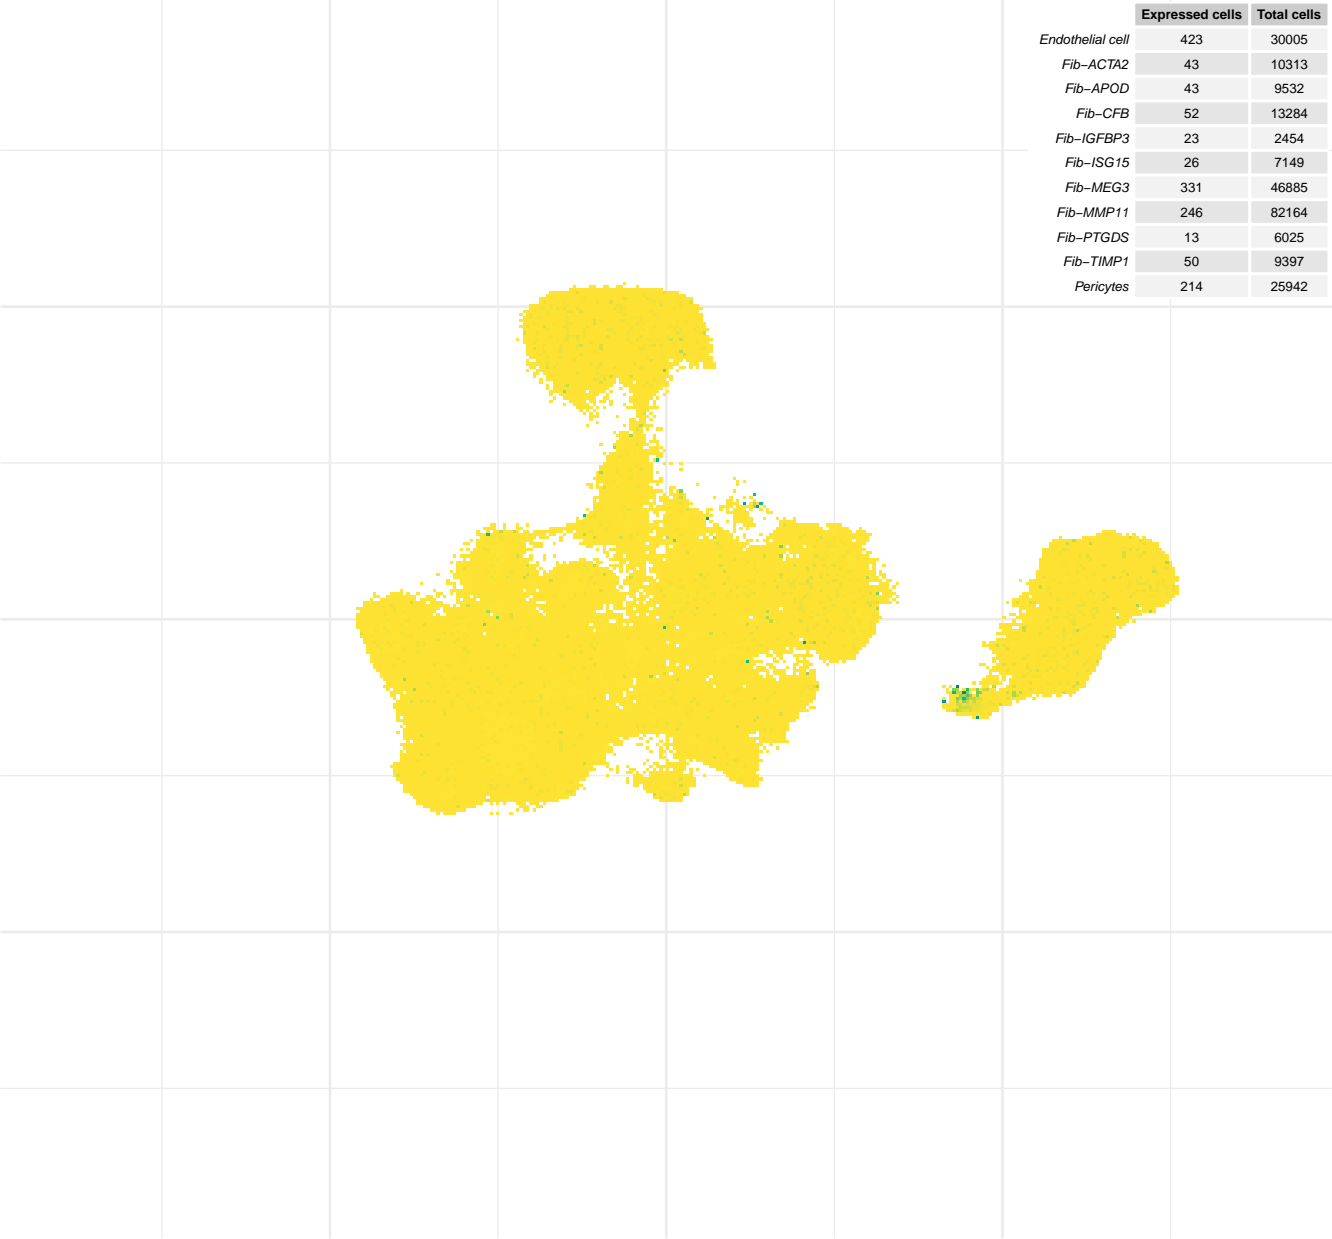 Expressed cells Total cells
Endothelial cell 423 30005
Fib−ACTA2 43 10313
Fib−APOD 43 9532
Fib−CFB 52 13284
Fib−IGFBP3 23 2454
Fib−ISG15 26 7149
Fib−MEG3 331 46885
Fib−MMP11 246 82164
Fib−PTGDS 13 6025
Fib−TIMP1 50 9397
Pericytes 214 25942